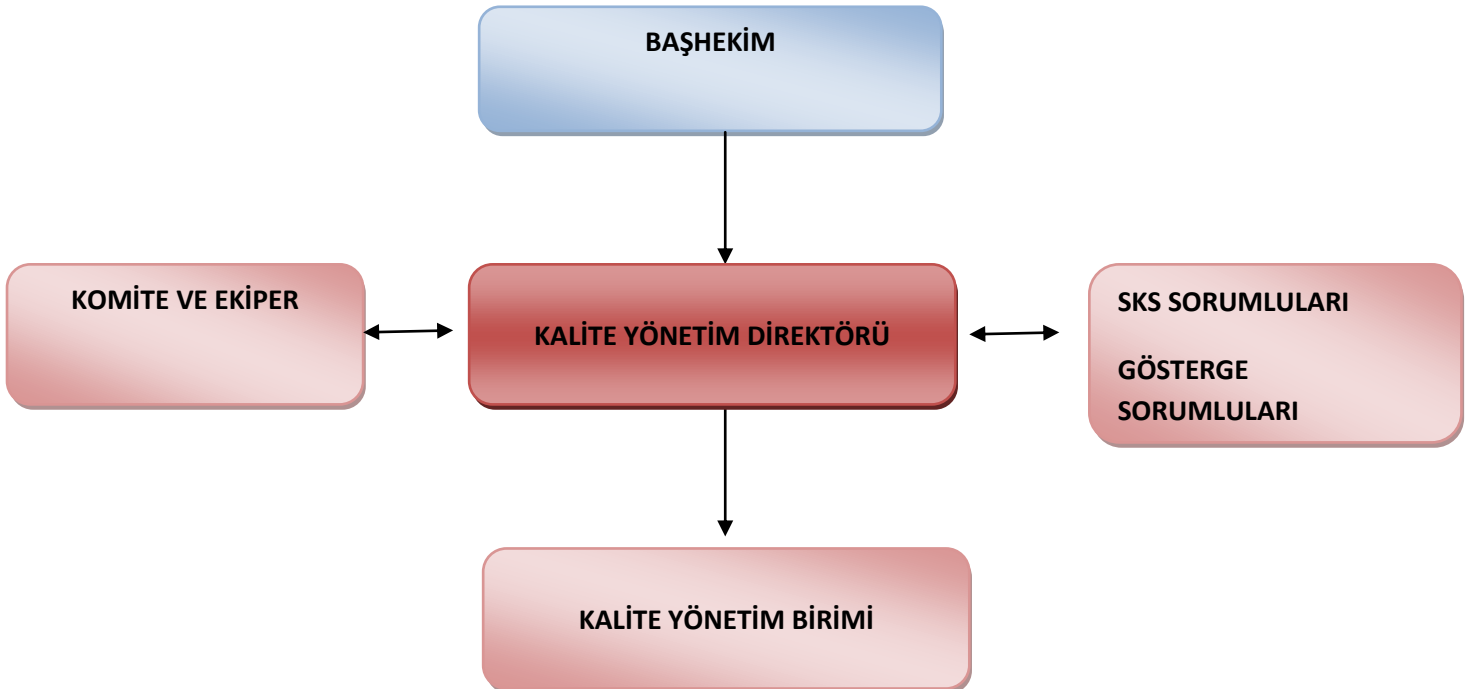 BAŞHEKİM
KOMİTE VE EKİPER
KALİTE YÖNETİM DİREKTÖRÜ
SKS SORUMLULARI
GÖSTERGE
SORUMLULARI
KALİTE YÖNETİM BİRİMİ